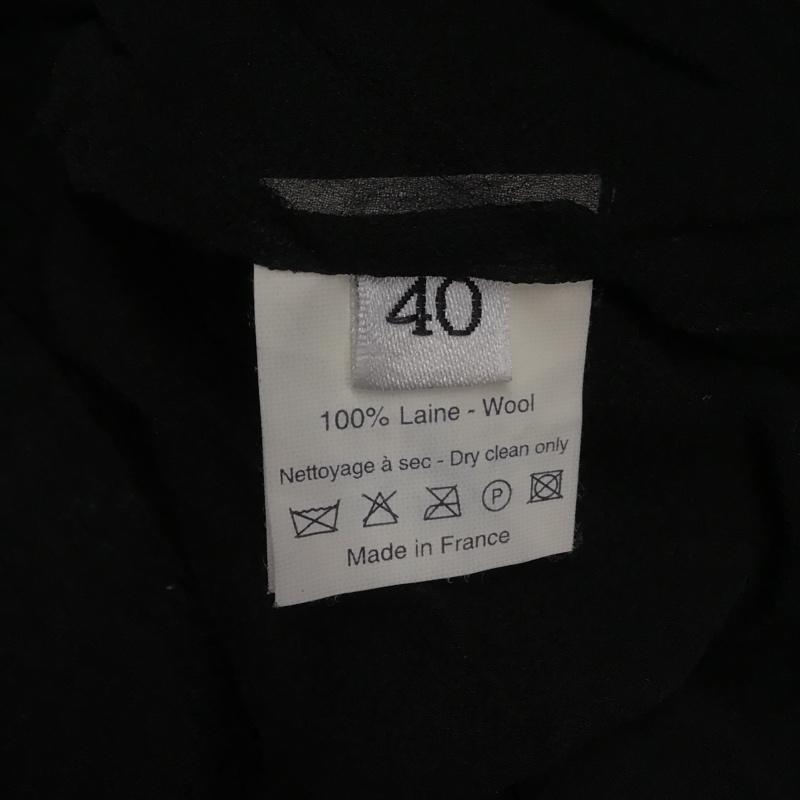 40
100% Laine - Wool
Nettoyage à sec - Dry clean only
P
Made in France